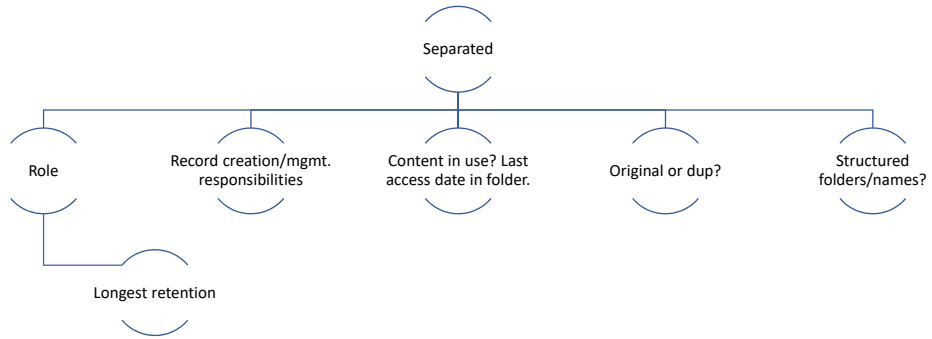 Separated
Role
Record creation/mgmt.
responsibilities
Content in use? Last
access date in folder.
Original or dup?
Structured
folders/names?
Longest retention